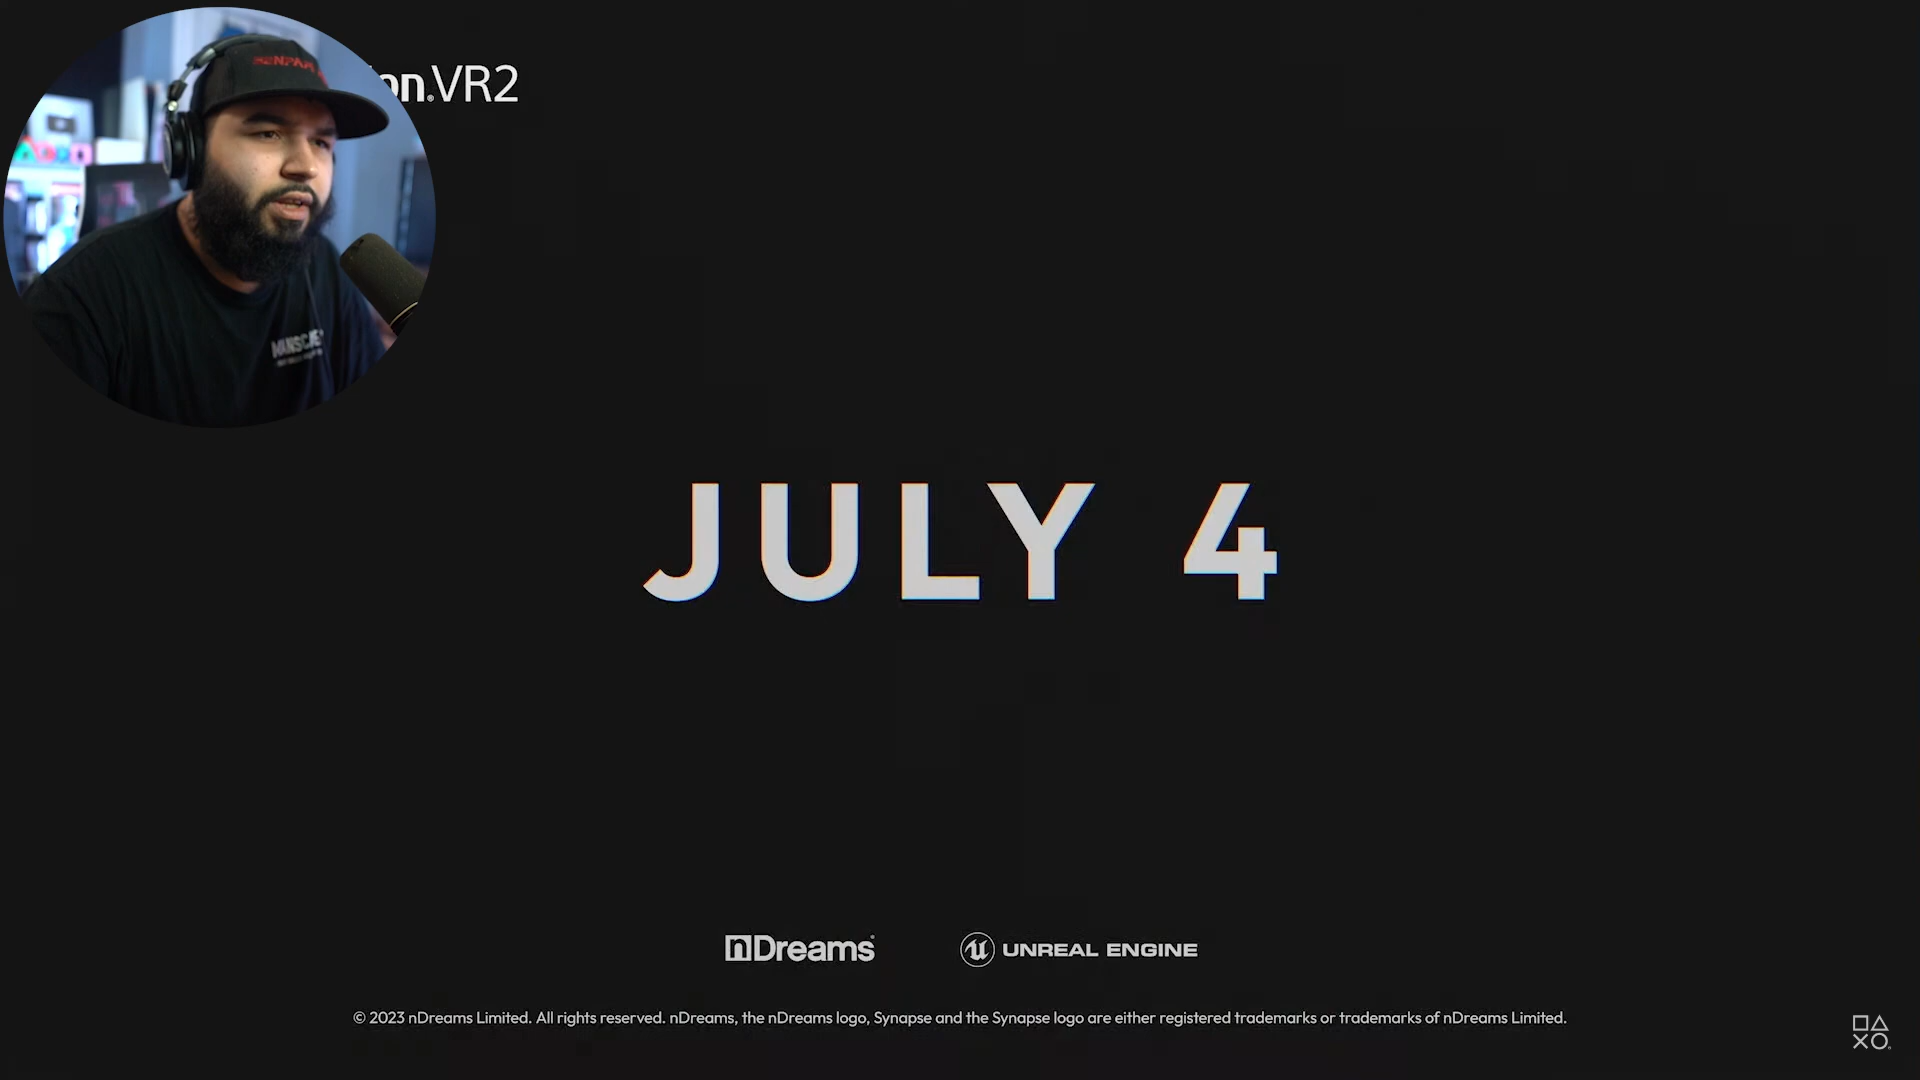 on.VR2
JULY 4
nDreams
UNREAL ENGINE
© 2023 nDreams Limited. All rights reserved. nDreams, the nDreams logo, Synapse and the Synapse logo are either registered trademarks or trademarks of nDreams Limited.